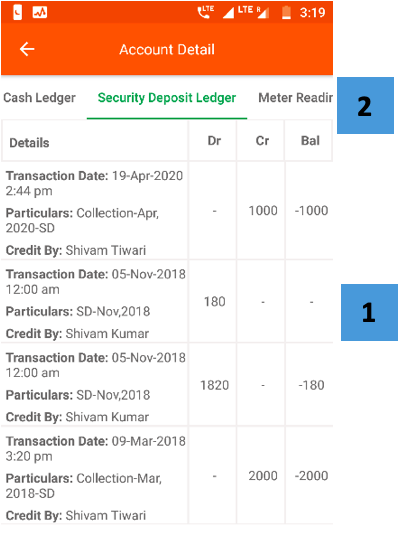 LTE LTE R 3:19
Account Detail
Cash Ledger Security Deposit Ledger Meter Readin
2
Details Dr Cr Bal
Transaction Date: 19-Apr-2020
2:44 pm
Particulars: Collection-Apr,
2020-SD
Credit By: Shivam Tiwari
- 1000 -1000
Transaction Date: 05-Nov-2018
12:00 am
Particulars: SD-Nov,2018
Credit By: Shivam Kumar
180 - -
1
Transaction Date: 05-Nov-2018
12:00 am
Particulars: SD-Nov,2018
Credit By: Shivam Kumar
1820 - -180
Transaction Date: 09-Mar-2018
3:20 pm
Particulars: Collection-Mar,
2018-SD
Credit By: Shivam Tiwari
- 2000 -2000